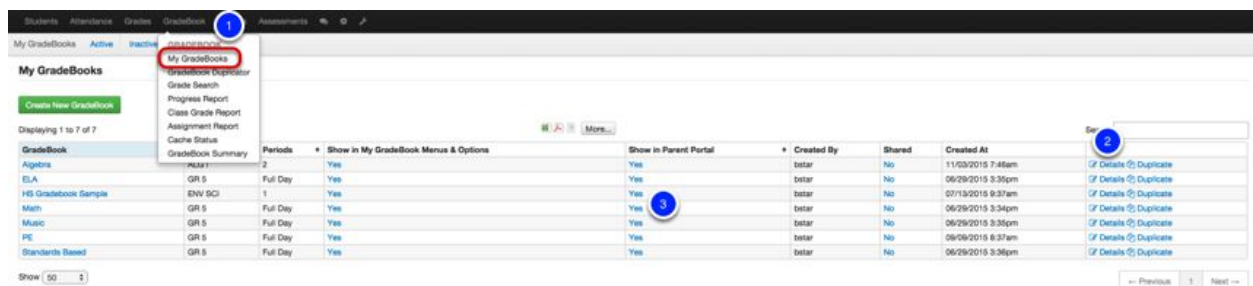 Students Attendance Grades GradeBook 1 Assessments
My GradeBooks Active Inactive GRADEBOOK
My GradeBooks
My GradeBooks
GradeBook Duplicator
Grade Search
Create New GradeBook Progress Report
Class Grade Report
Displaying 1 to 7 of 7 Assignment Report More...
Cache Status 2
GradeBook GradeBook Summary Periods Show in My GradeBook Menus & Options Show in Parent Portal Created By Shared Created At
Algebra ALG 1 2 Yes Yes bstar No 11/03/2015 7:46am Details Duplicate
ELA GR 5 Full Day Yes Yes bstar No 06/29/2015 3:35pm Details Duplicate
HS Gradebook Sample ENV SCI 1 Yes Yes bstar No 07/13/2015 9:37am Details Duplicate
Math GR 5 Full Day Yes Yes 3 bstar No 06/29/2015 3:34pm Details Duplicate
Music GR 5 Full Day Yes Yes bstar No 06/29/2015 3:35pm Details Duplicate
PE GR 5 Full Day Yes Yes bstar No 09/09/2015 8:37am Details Duplicate
Standards Based GR 5 Full Day Yes Yes bstar No 06/29/2015 3:36pm Details Duplicate
Show 50 ← Previous 1 Next →